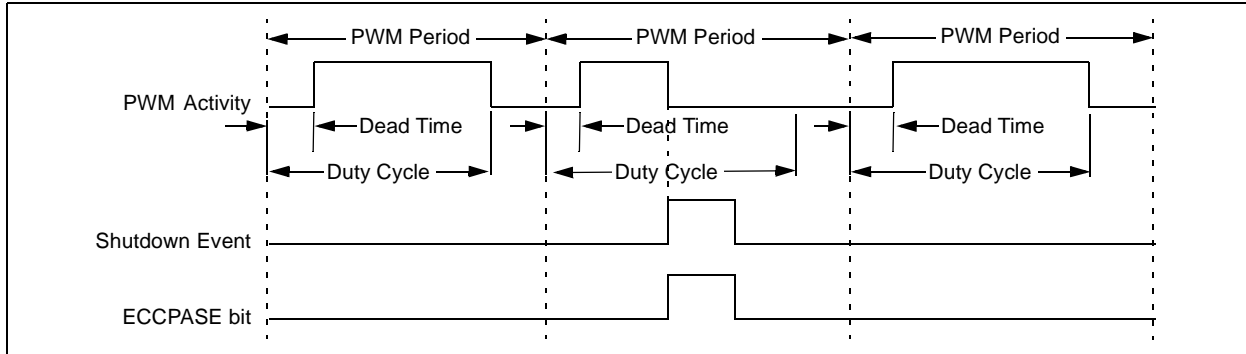 PWM Period PWM Period PWM Period
PWM Activity
Dead Time Dead Time Dead Time
Duty Cycle Duty Cycle Duty Cycle
Shutdown Event
ECCPASE bit